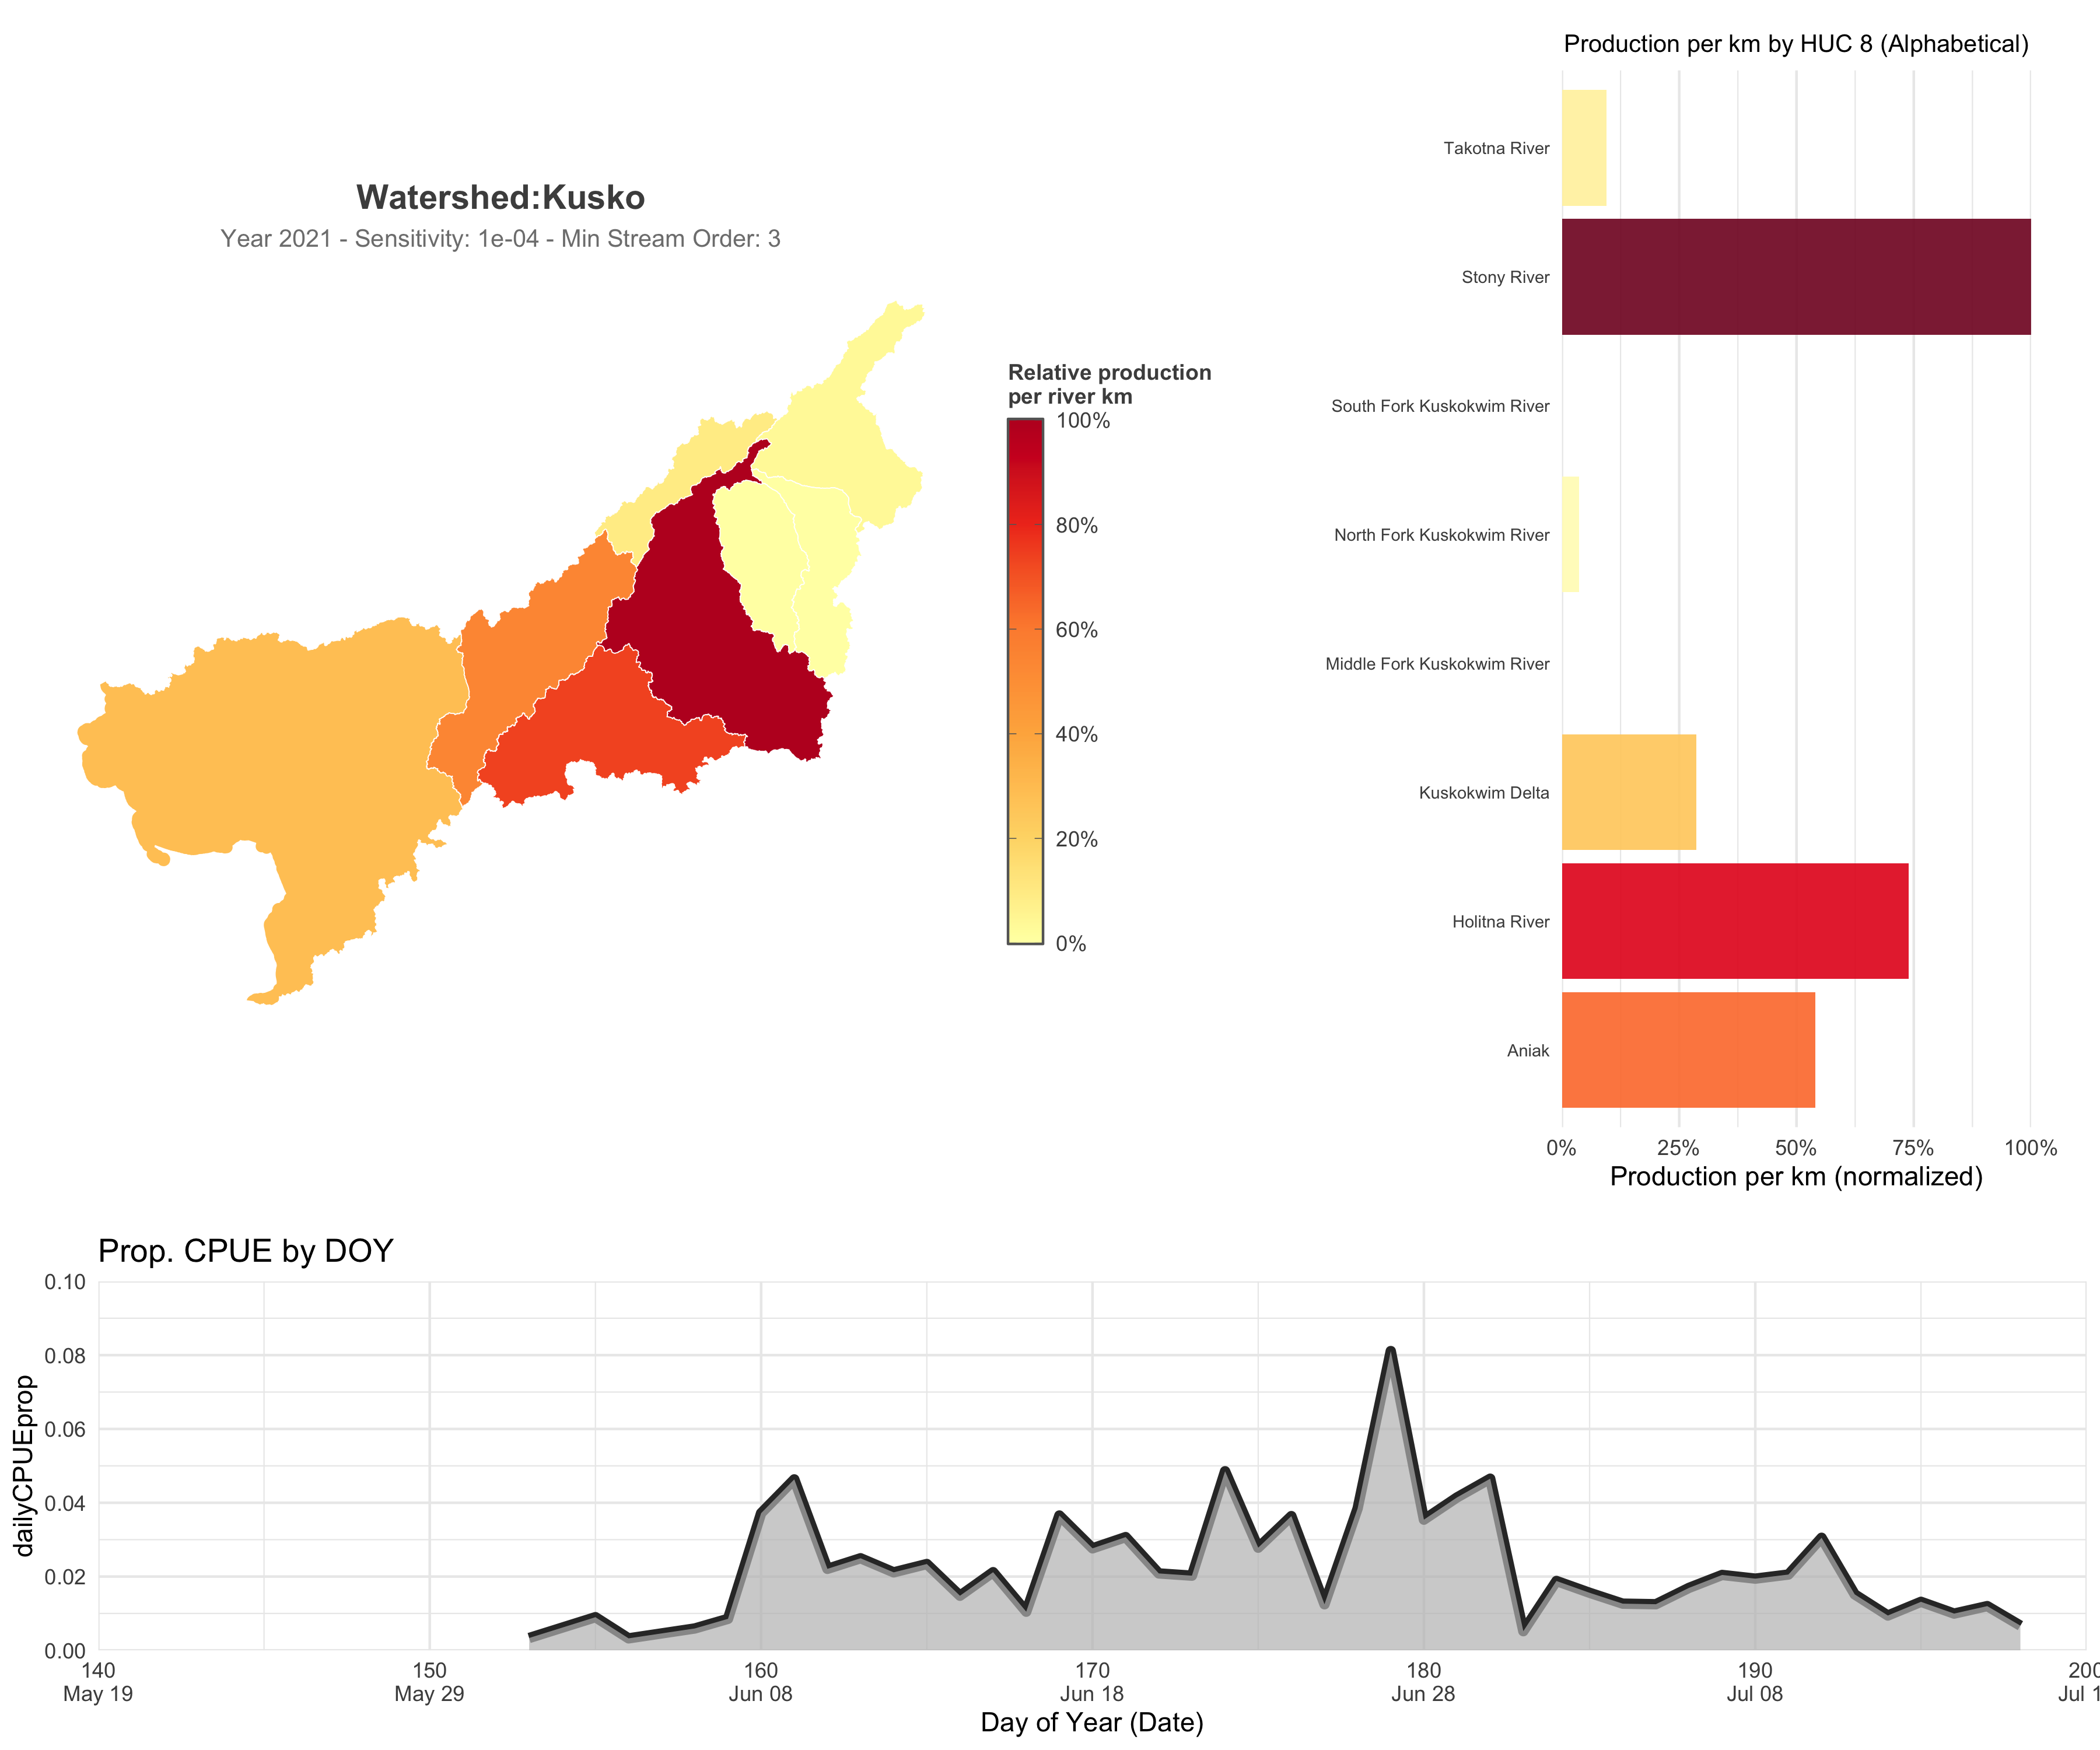 Production per km by HUC 8 (Alphabetical)
Takotna River
Stony River
South Fork Kuskokwim River
North Fork Kuskokwim River
Middle Fork Kuskokwim River
Kuskokwim Delta
Holitna River
Aniak
0% 25% 50% 75% 100%
Production per km (normalized)
Watershed:Kusko
Year 2021 - Sensitivity: 1e-04 - Min Stream Order: 3
Relative production
per river km
100%
80%
60%
40%
20%
0%
Prop. CPUE by DOY
dailyCPUEprop
0.10
0.08
0.06
0.04
0.02
0.00
140 150 160 170 180 190 200
May 19 May 29 Jun 08 Jun 18 Jun 28 Jul 08 Jul 1
Day of Year (Date)